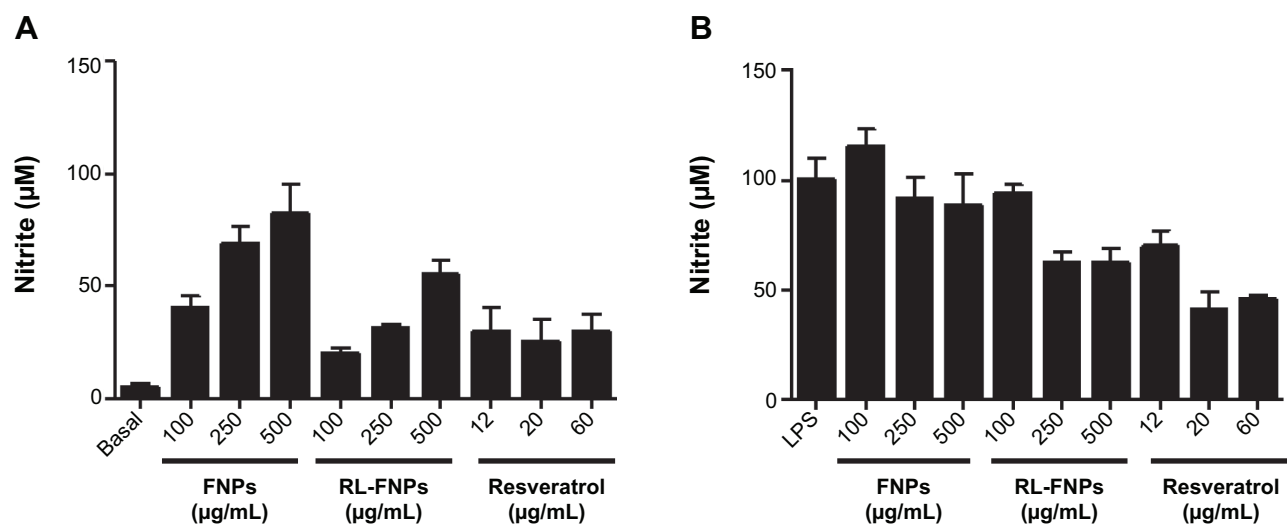 A
Nitrite (µM)
150
100
50
0
Basal
100
250
500
100
250
500
12
20
60
FNPs
(µg/mL)
RL-FNPs
(µg/mL)
Resveratrol
(µg/mL)
B
Nitrite (µM)
150
100
50
0
LPS
100
250
500
100
250
500
12
20
60
FNPs
(µg/mL)
RL-FNPs
(µg/mL)
Resveratrol
(µg/mL)